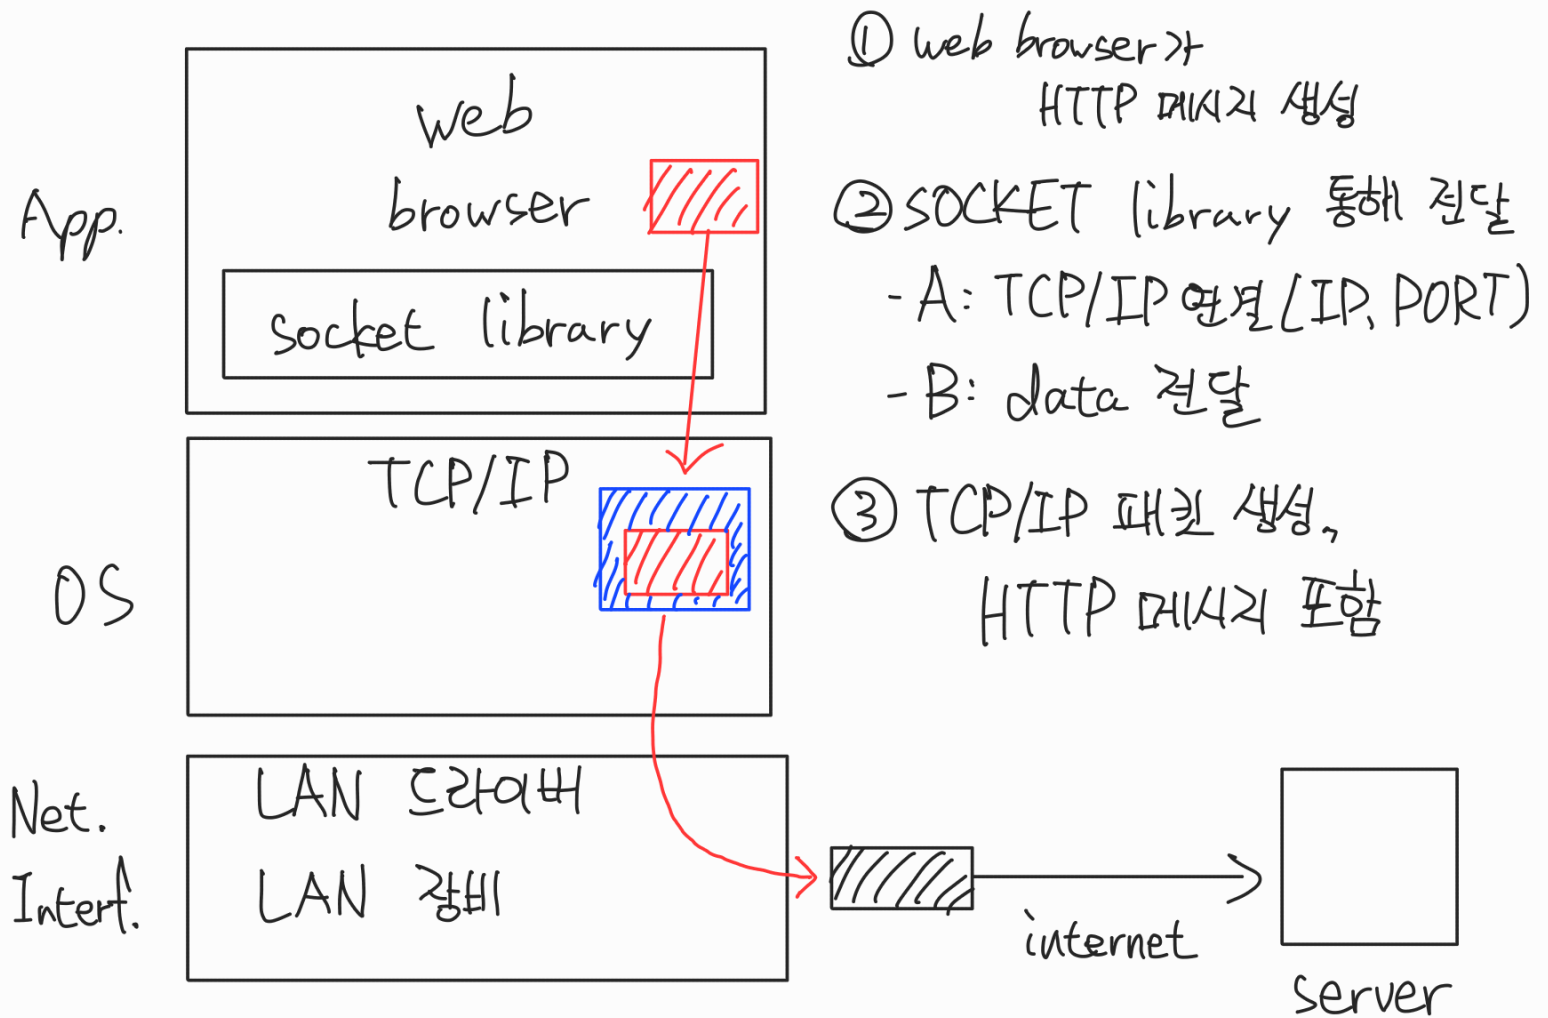 App.
web
browser
socket library
OS
TCP/IP
Net.
Interf.
LAN 드라이버
LAN 장비
internet
server
① web browser가
HTTP 메시지 생성
② SOCKET library 통해 전달
- A: TCP/IP 연결(IP, PORT)
- B: data 전달
③ TCP/IP 패킷 생성,
HTTP 메시지 포함